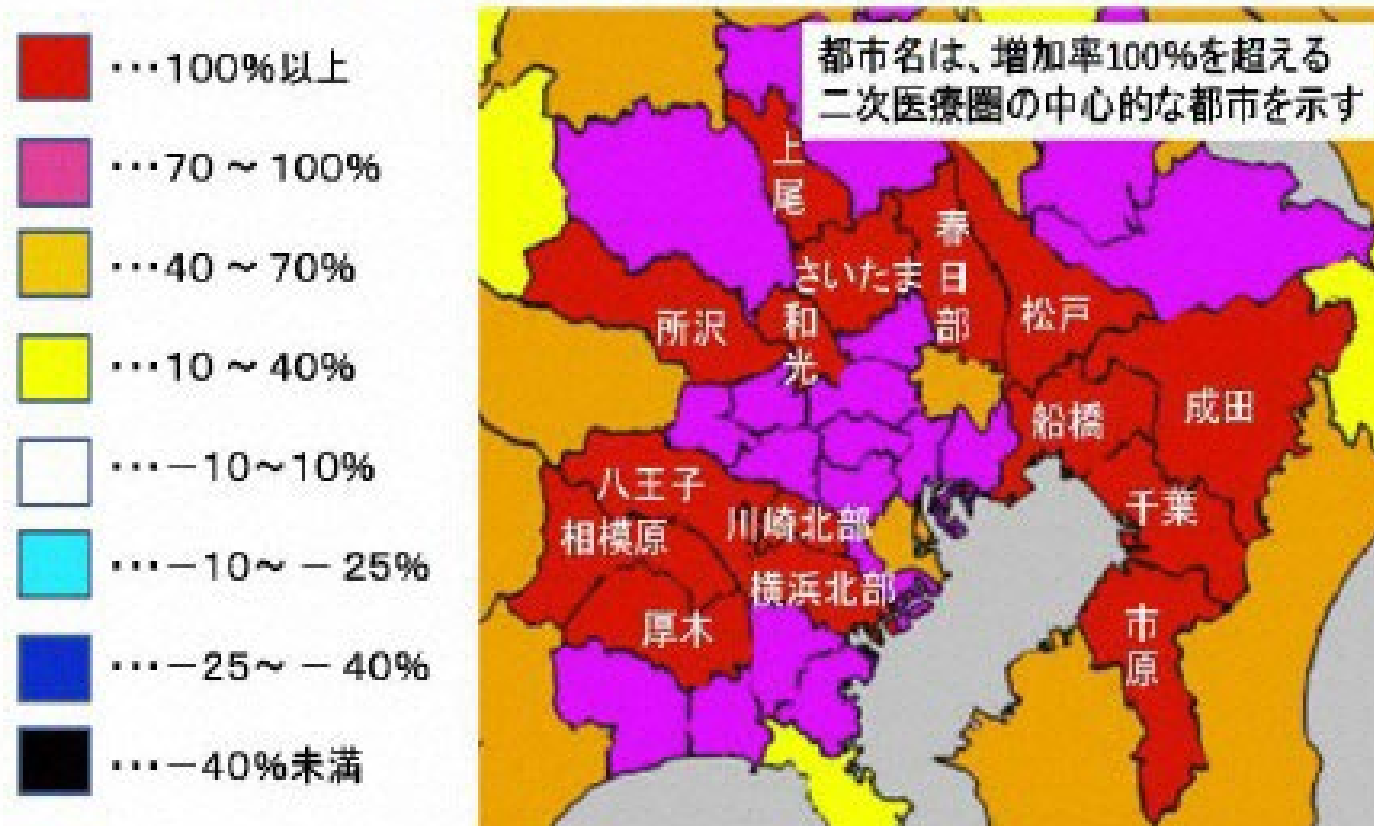 …100%以上
…70～100%
…40～70%
…10～40%
…－10～10%
…－10～－25%
…－25～－40%
…－40%未満
都市名は、増加率100%を超える
二次医療圏の中心的な都市を示す
上尾
春日部
さいたま
和光
所沢
松戸
成田
船橋
千葉
八王子
相模原
川崎北部
横浜北部
厚木
市原